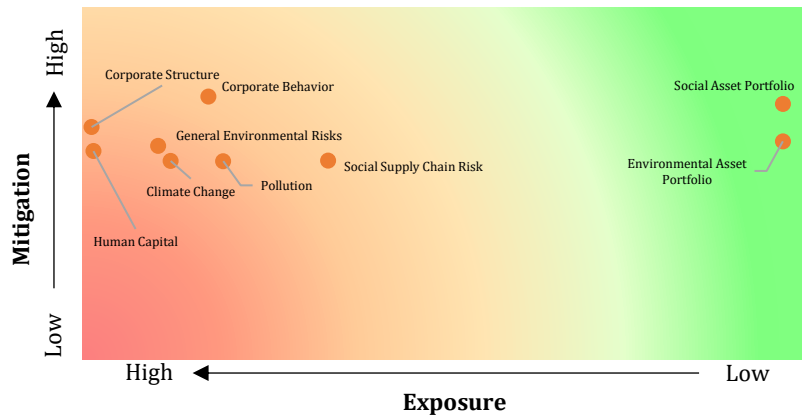 High
Mitigation
Low
Corporate Structure
Corporate Behavior
Social Asset Portfolio
General Environmental Risks
Social Supply Chain Risk
Environmental Asset
Portfolio
Climate Change
Pollution
Human Capital
High
Low
Exposure